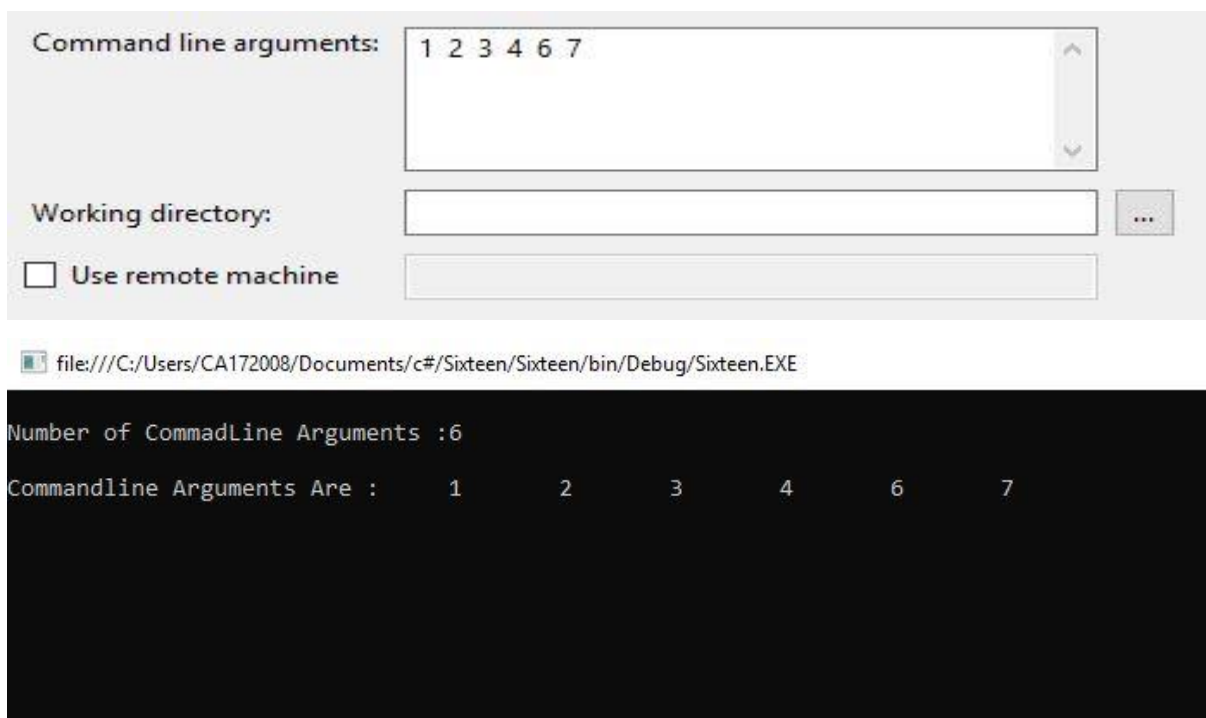 Command line arguments: 1 2 3 4 6 7
Working directory: ...
Use remote machine
file:///C:/Users/CA172008/Documents/c#/Sixteen/Sixteen/bin/Debug/Sixteen.EXE
Number of CommadLine Arguments :6
Commandline Arguments Are : 1 2 3 4 6 7